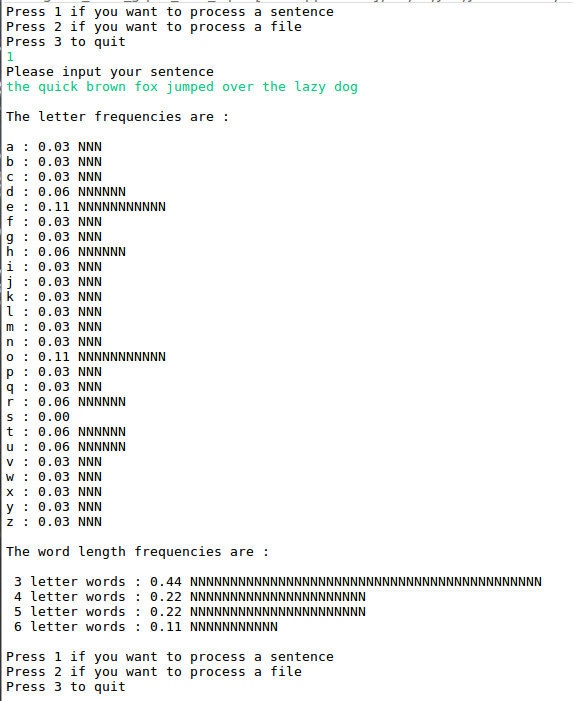 Press 1 if you want to process a sentence
Press 2 if you want to process a file
Press 3 to quit
1
Please input your sentence
the quick brown fox jumped over the lazy dog
The letter frequencies are :
a : 0.03 NNN
b : 0.03 NNN
c : 0.03 NNN
d : 0.06 NNNNNN
e : 0.11 NNNNNNNNNNN
f : 0.03 NNN
g : 0.03 NNN
h : 0.06 NNNNNN
i : 0.03 NNN
j : 0.03 NNN
k : 0.03 NNN
l : 0.03 NNN
m : 0.03 NNN
n : 0.03 NNN
o : 0.11 NNNNNNNNNNN
p : 0.03 NNN
q : 0.03 NNN
r : 0.06 NNNNNN
s : 0.00
t : 0.06 NNNNNN
u : 0.06 NNNNNN
v : 0.03 NNN
w : 0.03 NNN
x : 0.03 NNN
y : 0.03 NNN
z : 0.03 NNN
The word length frequencies are :
3 letter words : 0.44 NNNNNNNNNNNNNNNNNNNNNNNNNNNNNNNNNNNNNNNNNNNN
4 letter words : 0.22 NNNNNNNNNNNNNNNNNNNNNN
5 letter words : 0.22 NNNNNNNNNNNNNNNNNNNNNN
6 letter words : 0.11 NNNNNNNNNNN
Press 1 if you want to process a sentence
Press 2 if you want to process a file
Press 3 to quit